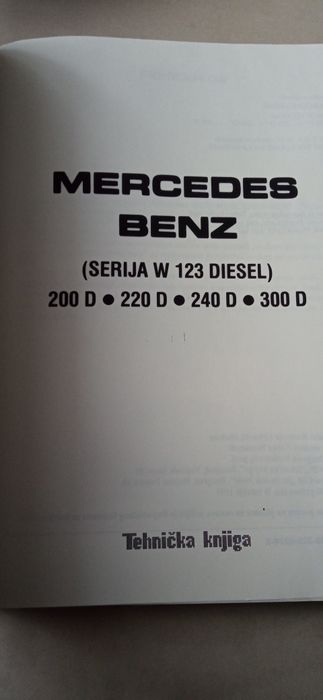 MERCEDES
BENZ
(SERIJA W 123 DIESEL)
200 D ● 220 D ● 240 D ● 300 D
Tehnička knjiga